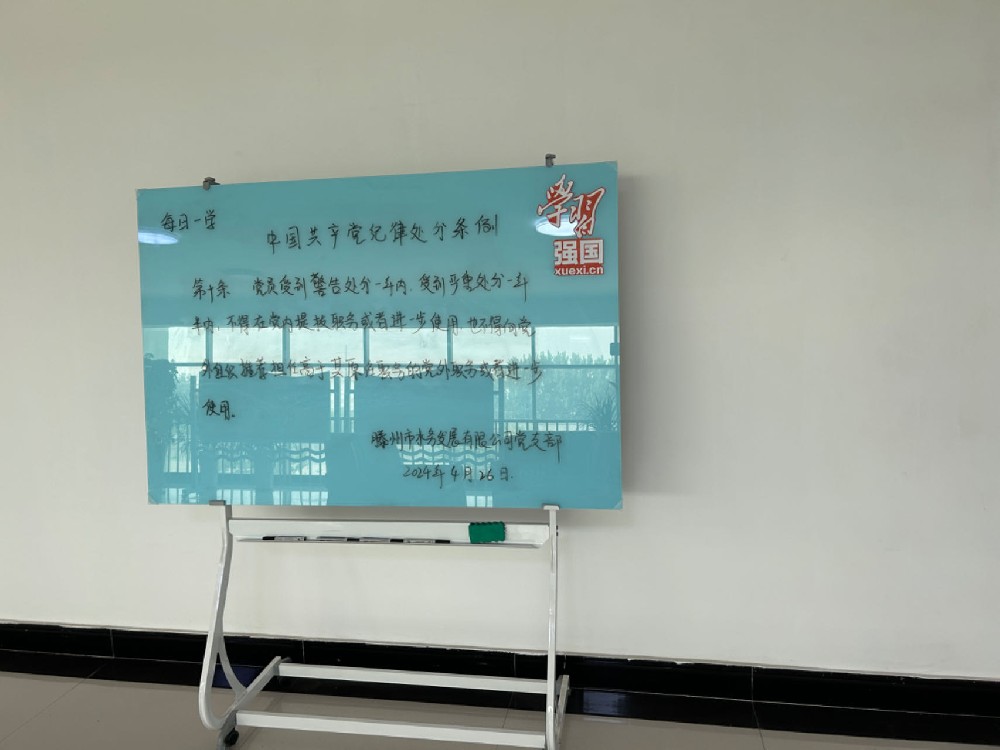 每日一学
学习
强国
xuexi.cn
中国共产党纪律处分条例
第十条 党员受到警告处分一年内、受到严重处分一年
半内,不得在党内提拔职务或者进一步使用,也不得向党
外组织推荐担任高于其原任职务的党外职务或者进一步
使用。
滕州市水务发展有限公司党支部
2024年4月26日